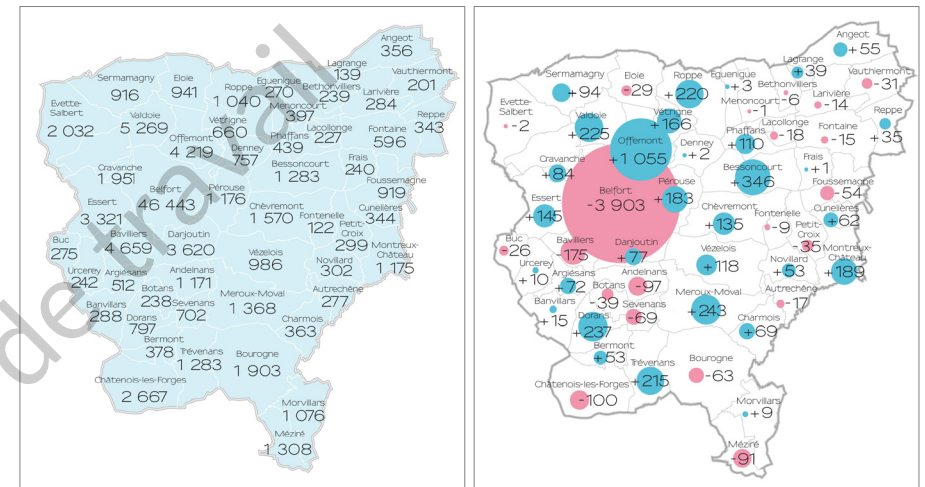 Angeot
356
Lagrange
139
Vauthiermont
201
Sermamagny
916
Eloie
941
Eguenigue
270
Bethonvilliers
239
Larivière
284
Roppe
1 040
Menoncourt
397
Evette-
Salbert
2 032
Valdoie
5 269
Vétrigne
660
Lacollonge
227
Fontaine
596
Reppe
343
Offemont
4 219
Denney
757
Phaffans
439
Bessoncourt
1 283
Frais
240
Cravanche
1 951
Foussemagne
919
Belfort
46 443
Pérouse
1 176
Essert
3 321
Chèvremont
1 570
Cunelières
344
Fontenelle
122
Petit-
Croix
299
Buc
275
Bavilliers
4 659
Darjoutin
3 620
Montreux-
Château
1 175
Vézelois
986
Novillard
302
Urcerey
242
Argiésans
512
Andelnans
1 171
Autrechêne
277
Botans
238
Sevenans
702
Meroux-Moval
1 368
Banvillars
288
Dorans
797
Charmois
363
Bermont
378
Trévenans
1 283
Bourogne
1 903
Châtenois-les-Forges
2 667
Morvillars
1 076
Méziré
1 308
de travail
Angeot
+55
Lagrange
+39
Vauthiermont
-31
Sermamagny
+94
Eloie
-29
Roppe
+220
Eguenigue
+3
Bethonvilliers
-6
Larivière
-14
Menoncourt
-1
Evette-
Salbert
-2
Valdoie
+225
Vétrigne
+166
Lacollonge
-18
Fontaine
-15
Reppe
+35
Offemont
+1 055
Denney
+2
Phaffans
+110
Bessoncourt
+346
Frais
+1
Cravanche
+84
Foussemagne
-54
Belfort
-3 903
Pérouse
+183
Essert
+145
Chèvremont
+135
Cunelières
+62
Fontenelle
-9
Petit-
Croix
-35
Buc
-26
Bavilliers
-175
Darjoutin
+77
Montreux-
Château
+189
Vézelois
+118
Novillard
+53
Urcerey
+10
Argiésans
+72
Andelnans
-97
Autrechêne
-17
Botans
-39
Sevenans
-69
Meroux-Moval
+243
Banvillars
+15
Dorans
+237
Charmois
+69
Bermont
+53
Trévenans
+215
Bourogne
-63
Châtenois-les-Forges
-100
Morvillars
+9
Méziré
-91